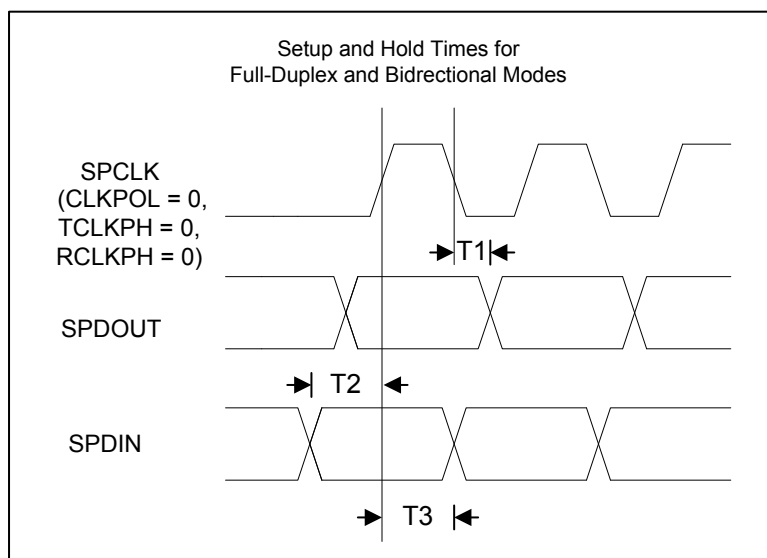 Setup and Hold Times for
Full-Duplex and Bidrectional Modes
SPCLK
(CLKPOL = 0,
TCLKPH = 0,
RCLKPH = 0)
T1
SPDOUT
T2
SPDIN
T3